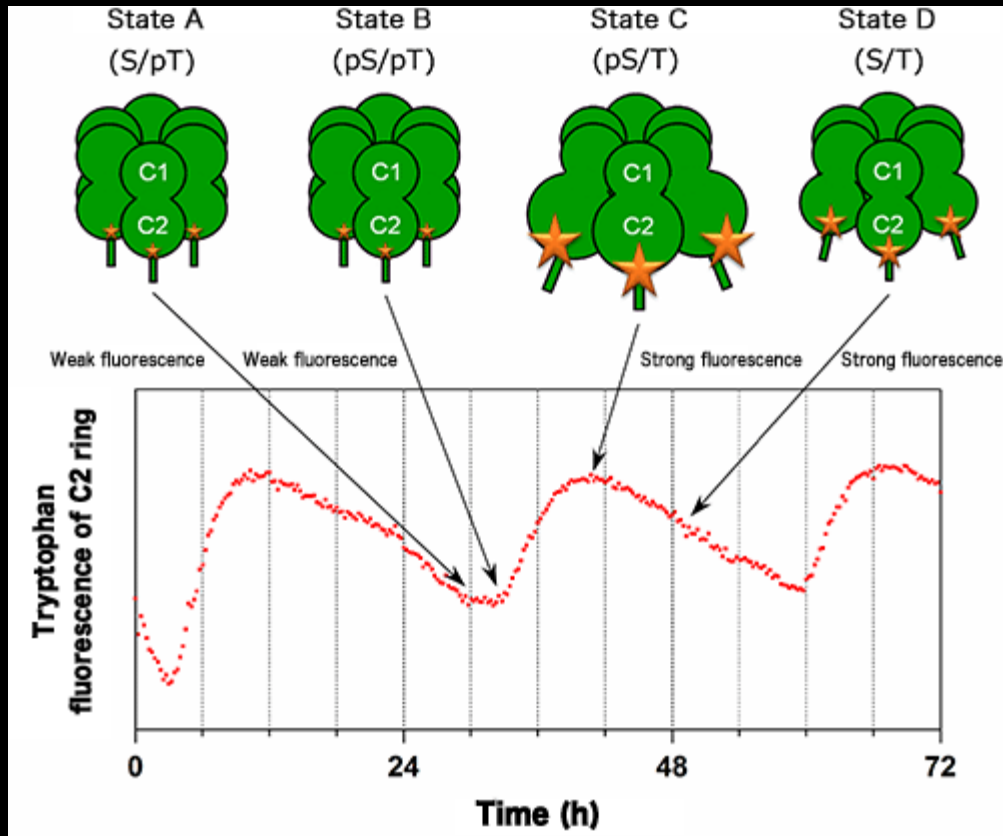 State A
(S/pT)
State B
(pS/pT)
State C
(pS/T)
State D
(S/T)
C1
C2
C1
C2
C1
C2
C1
C2
Weak fluorescence
Weak fluorescence
Strong fluorescence
Strong fluorescence
Tryptophan
fluorescence of C2 ring
0
24
48
72
Time (h)